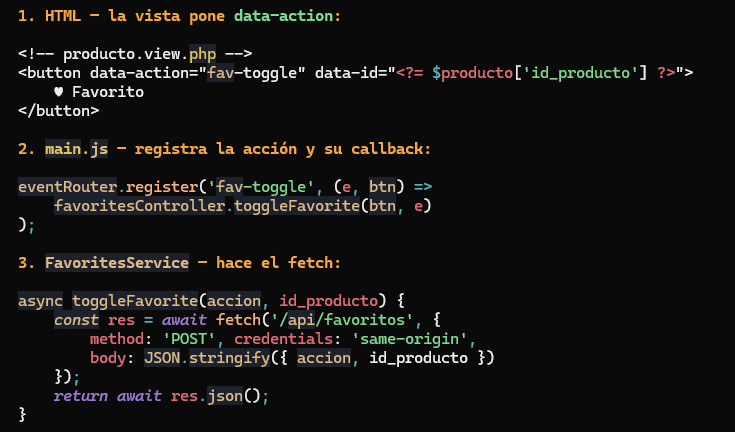 1. HTML — la vista pone data-action:
<!-- producto.view.php -->
<button data-action="fav-toggle" data-id="<?= $producto['id_producto'] ?>">
♥ Favorito
</button>
2. main.js — registra la acción y su callback:
eventRouter.register('fav-toggle', (e, btn) =>
favoritesController.toggleFavorite(btn, e)
);
3. FavoritesService — hace el fetch:
async toggleFavorite(accion, id_producto) {
const res = await fetch('/api/favoritos', {
method: 'POST', credentials: 'same-origin',
body: JSON.stringify({ accion, id_producto })
});
return await res.json();
}